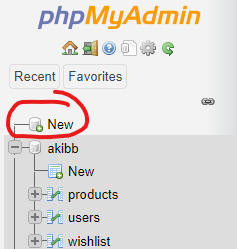 phpMyAdmin
Recent Favorites
New
akibb
New
products
users
wishlist